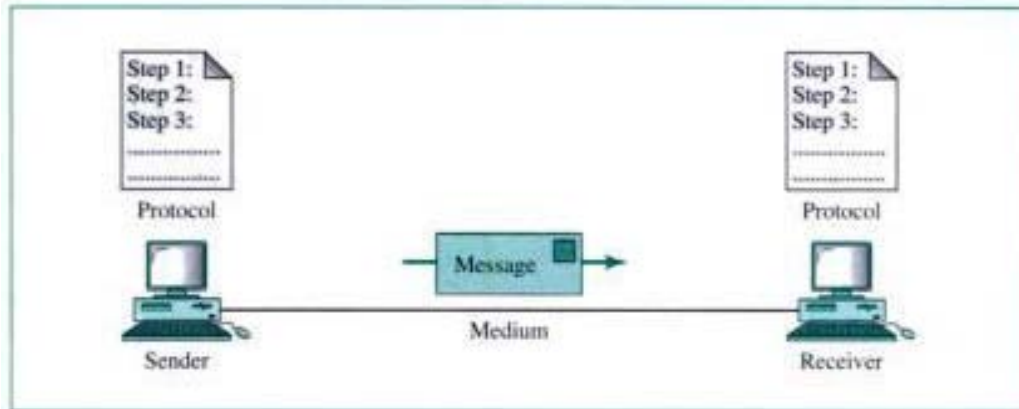 Step 1:
Step 2:
Step 3:
Protocol
Step 1:
Step 2:
Step 3:
Protocol
Message
Medium
Sender
Receiver